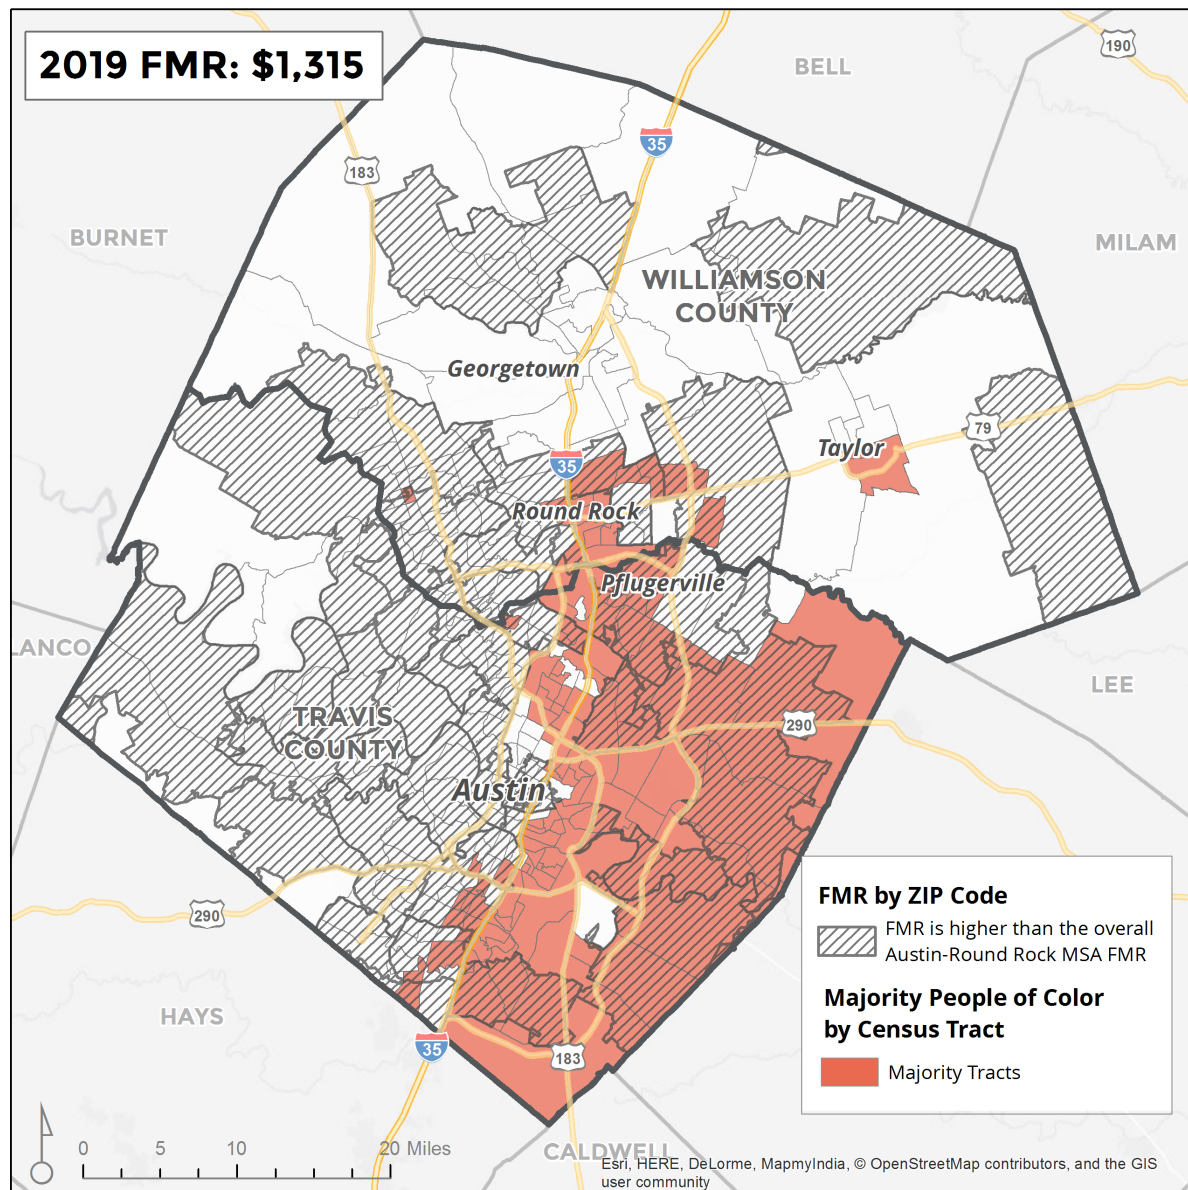 2019 FMR: $1,315
BELL
190
35
183
BURNET
MILAM
WILLIAMSON
COUNTY
Georgetown
79
Taylor
35
Round Rock
Pflugerville
LANCO
LEE
TRAVIS
COUNTY
290
Austin
FMR by ZIP Code
FMR is higher than the overall
Austin-Round Rock MSA FMR
290
Majority People of Color
by Census Tract
HAYS
35
183
Majority Tracts
0 5 10 20 Miles
CALDWELL
Esri, HERE, DeLorme, MapmyIndia, © OpenStreetMap contributors, and the GIS
user community